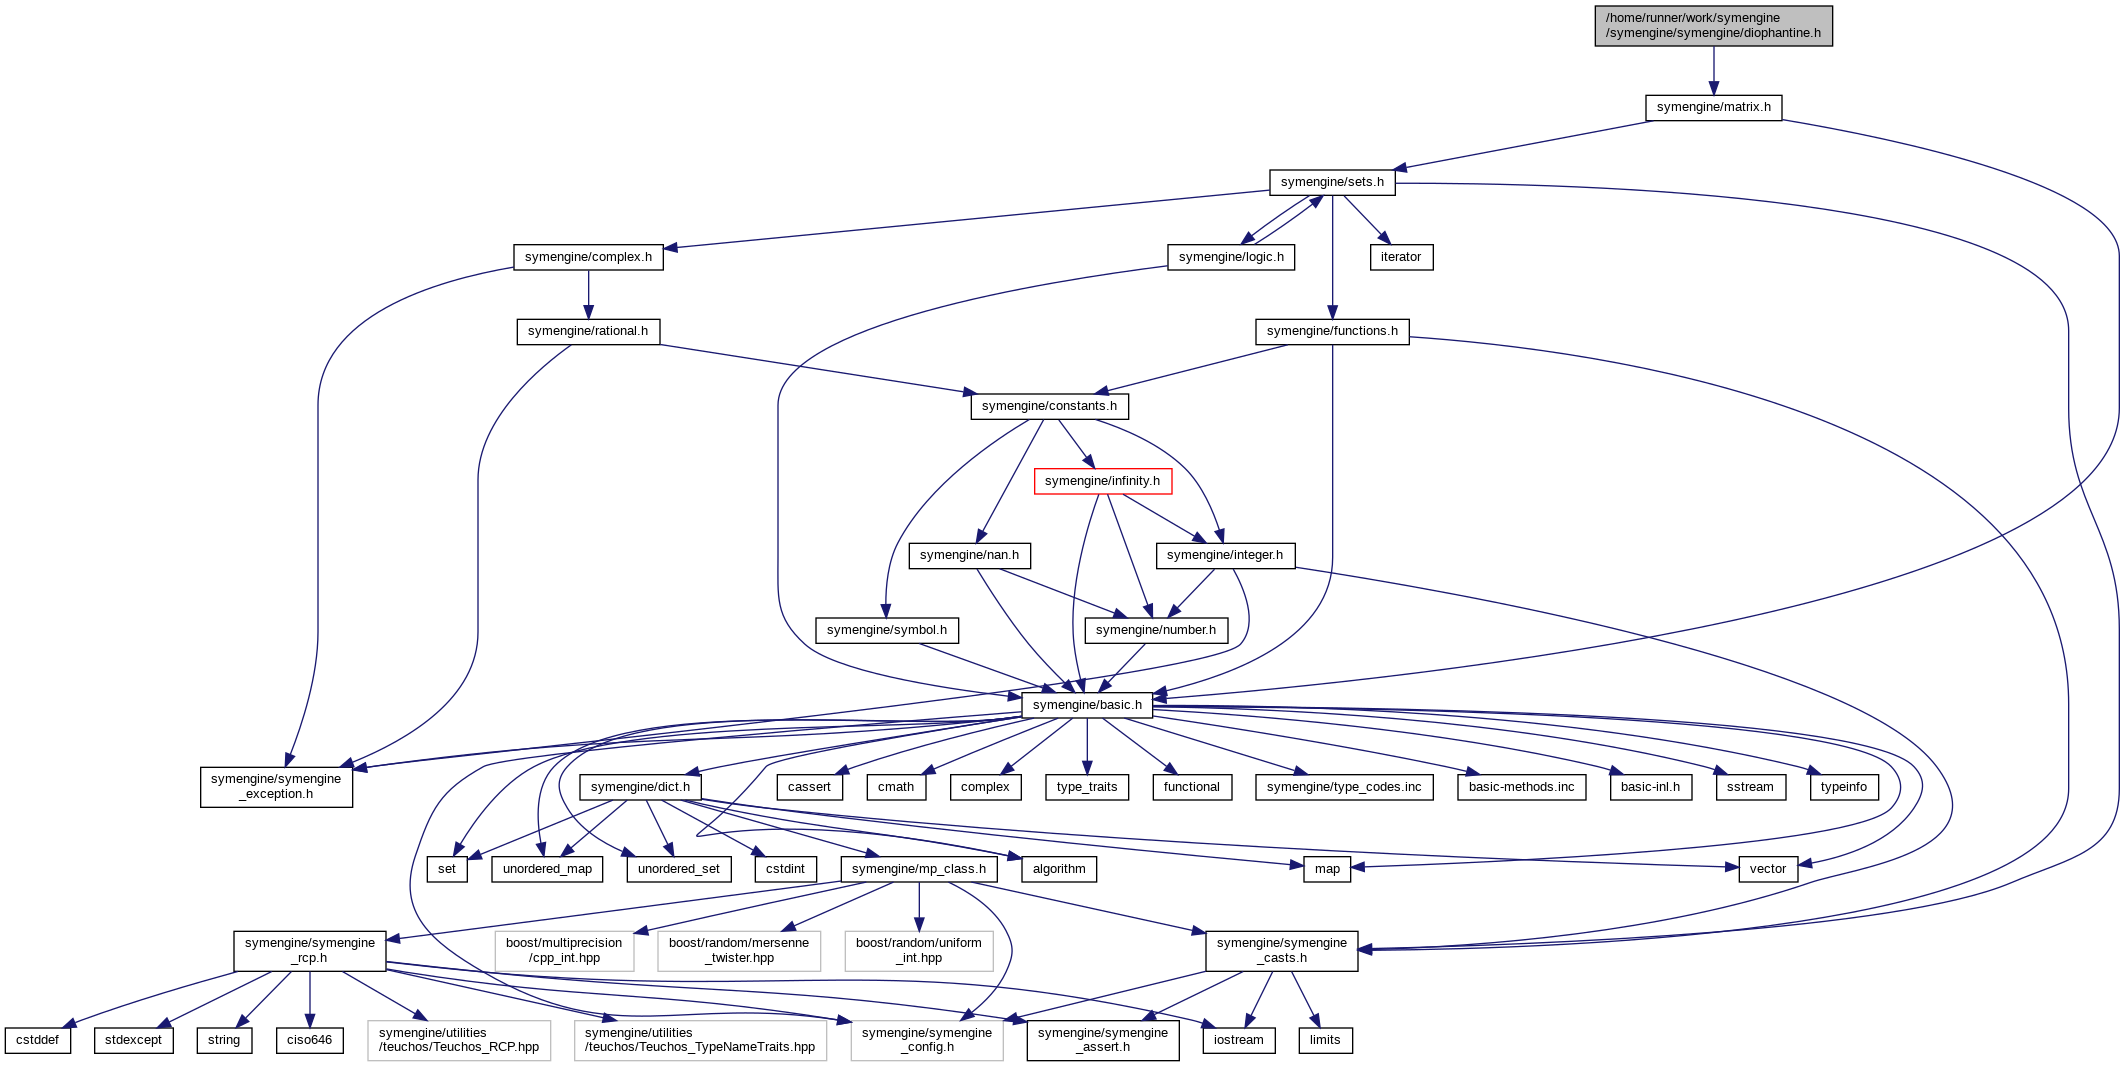 /home/runner/work/symengine
/symengine/symengine/diophantine.h
symengine/matrix.h
symengine/sets.h
symengine/complex.h
symengine/logic.h
iterator
symengine/rational.h
symengine/functions.h
symengine/constants.h
symengine/infinity.h
symengine/nan.h
symengine/integer.h
symengine/symbol.h
symengine/number.h
symengine/basic.h
symengine/symengine
_exception.h
symengine/dict.h
cassert
cmath
complex
type_traits
functional
symengine/type_codes.inc
basic-methods.inc
basic-inl.h
sstream
typeinfo
set
unordered_map
unordered_set
cstdint
symengine/mp_class.h
algorithm
map
vector
symengine/symengine
_rcp.h
boost/multiprecision
/cpp_int.hpp
boost/random/mersenne
_twister.hpp
boost/random/uniform
_int.hpp
symengine/symengine
_casts.h
cstddef
stdexcept
string
ciso646
symengine/utilities
/teuchos/Teuchos_RCP.hpp
symengine/utilities
/teuchos/Teuchos_TypeNameTraits.hpp
symengine/symengine
_config.h
symengine/symengine
_assert.h
iostream
limits